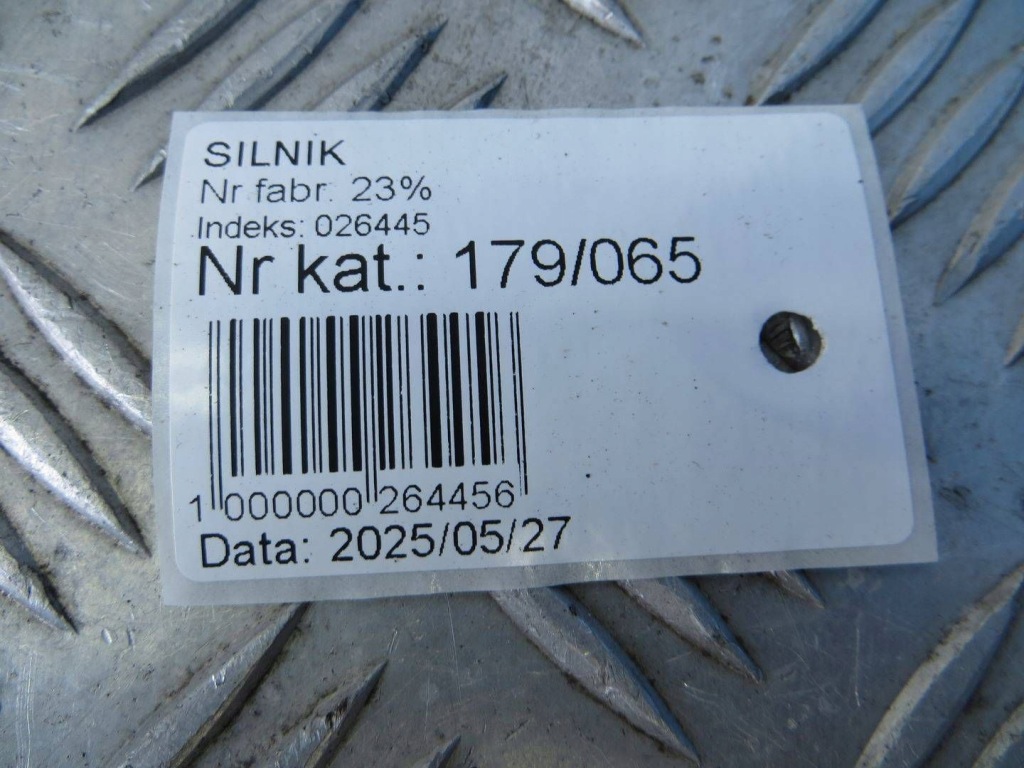 SILNIK
Nr fabr. 23%
Indeks: 026445
Nr kat.: 179/065
1 000000 264456
Data: 2025/05/27